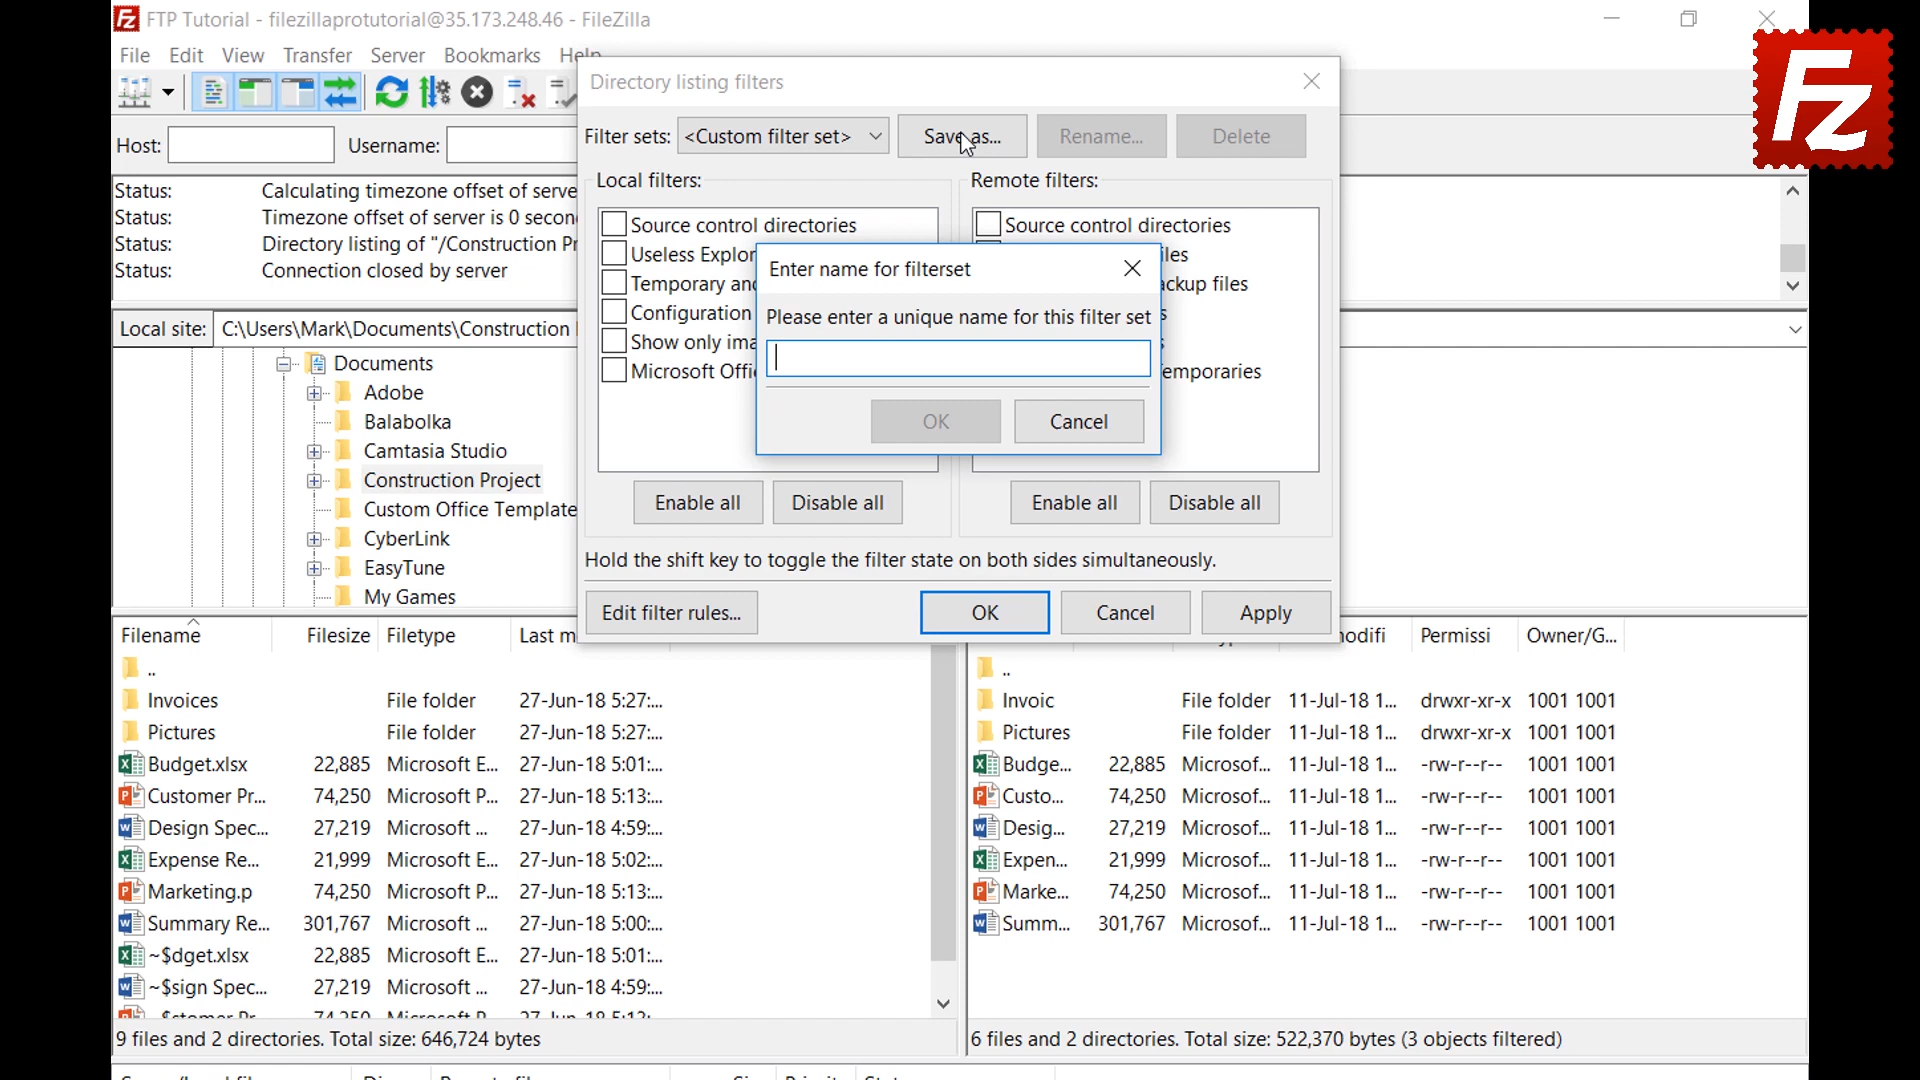 FTP Tutorial - filezillaprotutorial@35.173.248.46 - FileZilla
File Edit View Transfer Server Bookmarks Help
Directory listing filters
Host: Username:
Filter sets: <Custom filter set> Save as... Rename... Delete
Local filters: Remote filters:
Status: Calculating timezone offset of serve
Status: Timezone offset of server is 0 secon
Status: Directory listing of "/Construction Pr
Status: Connection closed by server
Source control directories Source control directories
Useless Explor iles
Temporary and ackup files
Configuration s
Show only ima s
Microsoft Offic emporaries
Enter name for filterset
Please enter a unique name for this filter set
OK Cancel
Enable all Disable all Enable all Disable all
Hold the shift key to toggle the filter state on both sides simultaneously.
Edit filter rules... OK Cancel Apply
Local site: C:\Users\Mark\Documents\Construction
Documents
Adobe
Balabolka
Camtasia Studio
Construction Project
Custom Office Template
CyberLink
EasyTune
My Games
Filename Filesize Filetype Last m
..
Invoices File folder 27-Jun-18 5:27:...
Pictures File folder 27-Jun-18 5:27:...
Budget.xlsx 22,885 Microsoft E... 27-Jun-18 5:01:...
Customer Pr... 74,250 Microsoft P... 27-Jun-18 5:13:...
Design Spec... 27,219 Microsoft ... 27-Jun-18 4:59:...
Expense Re... 21,999 Microsoft E... 27-Jun-18 5:02:...
Marketing.p 74,250 Microsoft P... 27-Jun-18 5:13:...
Summary Re... 301,767 Microsoft ... 27-Jun-18 5:00:...
~$dget.xlsx 22,885 Microsoft E... 27-Jun-18 5:01:...
~$sign Spec... 27,219 Microsoft ... 27-Jun-18 4:59:...
9 files and 2 directories. Total size: 646,724 bytes
modifi Permissi Owner/G...
..
Invoic File folder 11-Jul-18 1... drwxr-xr-x 1001 1001
Pictures File folder 11-Jul-18 1... drwxr-xr-x 1001 1001
Budge... 22,885 Microsof... 11-Jul-18 1... -rw-r--r-- 1001 1001
Custo... 74,250 Microsof... 11-Jul-18 1... -rw-r--r-- 1001 1001
Desig... 27,219 Microsof... 11-Jul-18 1... -rw-r--r-- 1001 1001
Expen... 21,999 Microsof... 11-Jul-18 1... -rw-r--r-- 1001 1001
Marke... 74,250 Microsof... 11-Jul-18 1... -rw-r--r-- 1001 1001
Summ... 301,767 Microsof... 11-Jul-18 1... -rw-r--r-- 1001 1001
6 files and 2 directories. Total size: 522,370 bytes (3 objects filtered)
Fz